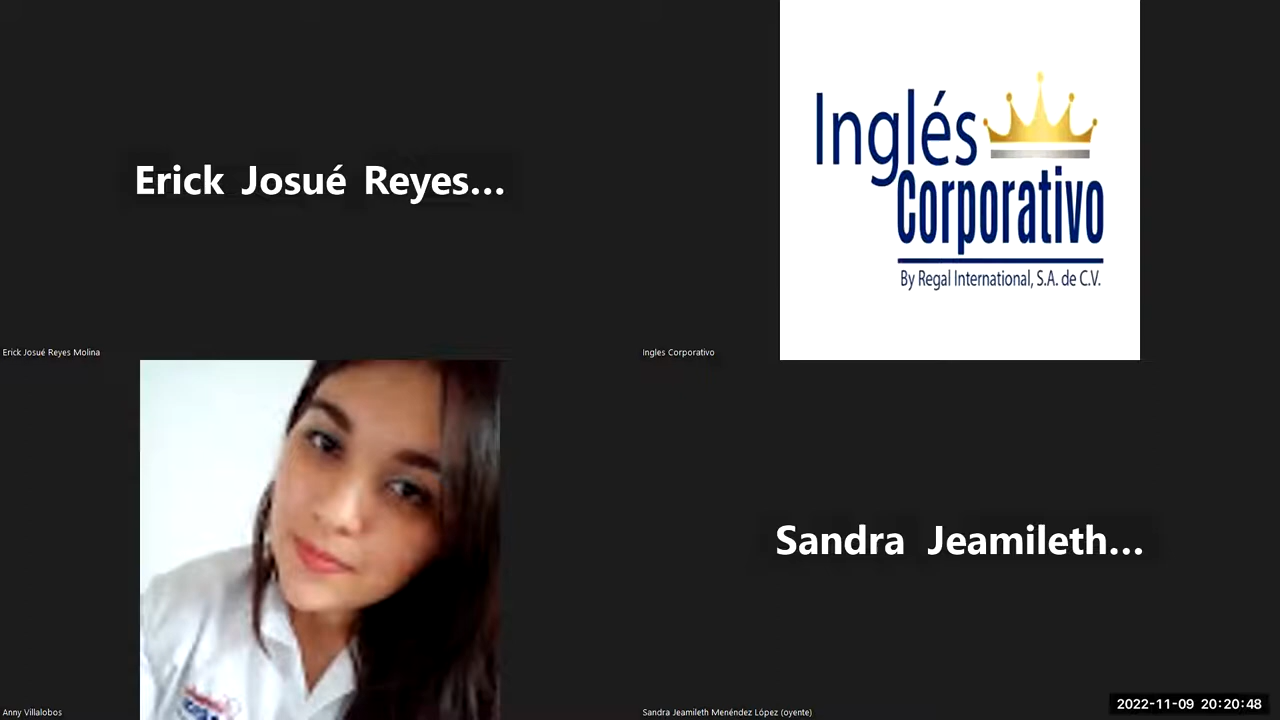 Erick Josué Reyes...
Inglés
Corporativo
By Regal International, S.A. de C.V.
Erick Josué Reyes Molina
Ingles Corporativo
Sandra Jeamileth...
Anny Villalobos
Sandra Jeamileth Menéndez López (oyente)
2022-11-09 20:20:48